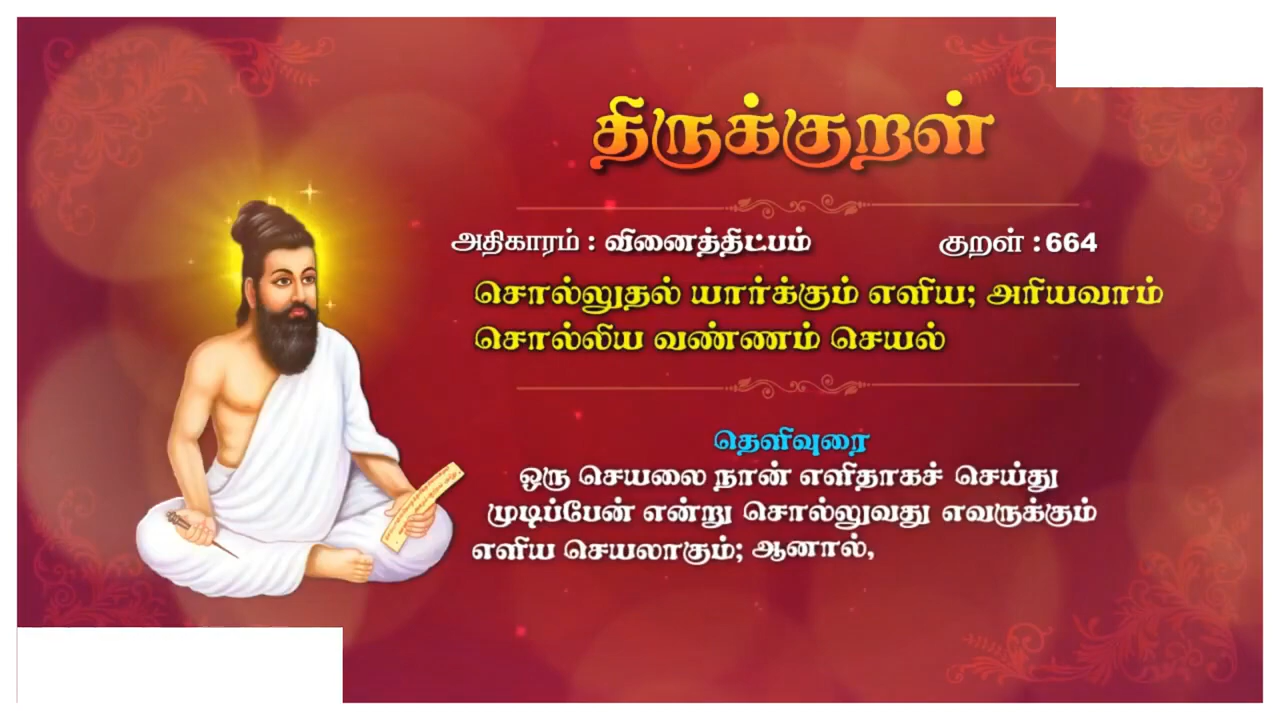 திருக்குறள்
அதிகாரம் : வினைத்திட்பம் குறள் : 664
சொல்லுதல் யார்க்கும் எளிய; அரியவாம்
சொல்லிய வண்ணம் செயல்
தெளிவுரை
ஒரு செயலை நான் எளிதாகச் செய்து
முடிப்பேன் என்று சொல்லுவது எவருக்கும்
எளிய செயலாகும்; ஆனால்,